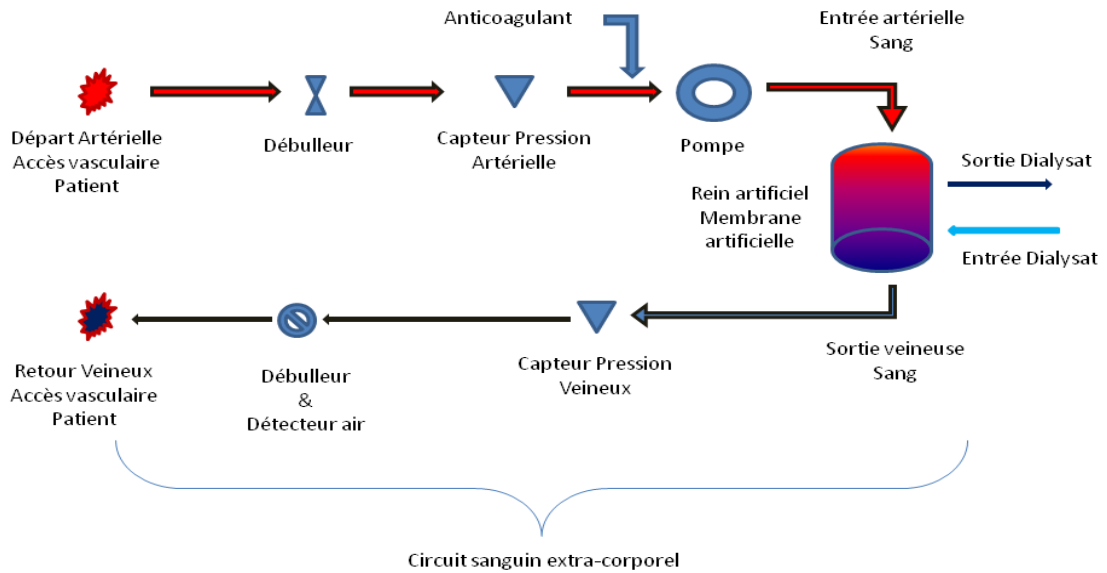 Anticoagulant
Entrée artérielle
Sang
Départ Artérielle
Accès vasculaire
Patient
Débulleur
Capteur Pression
Artérielle
Pompe
Rein artificiel
Membrane
artificielle
Sortie Dialysat
Entrée Dialysat
Retour Veineux
Accès vasculaire
Patient
Débulleur
&
Détecteur air
Capteur Pression
Veineux
Sortie veineuse
Sang
Circuit sanguin extra-corporel